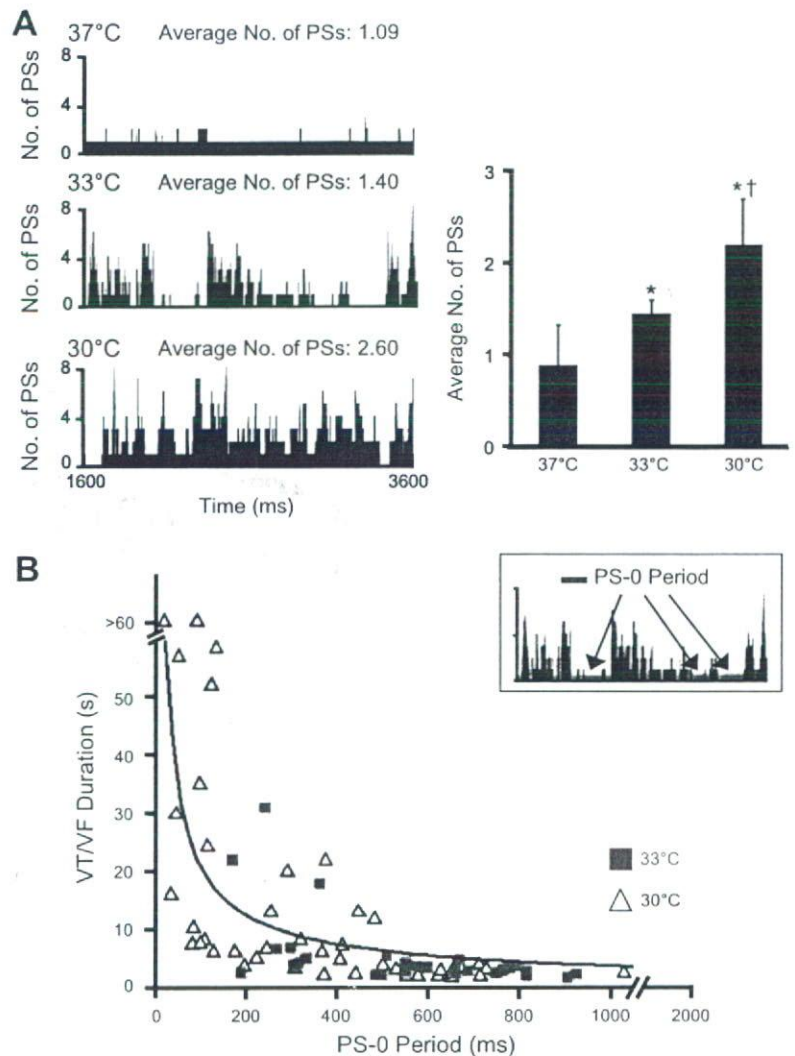 A
37°C Average No. of PSs: 1.09
No. of PSs
8
4
0
33°C Average No. of PSs: 1.40
No. of PSs
8
4
0
30°C Average No. of PSs: 2.60
No. of PSs
8
4
0
1600 3600
Time (ms)
Average No. of PSs
3
2
1
0
*
*†
37°C 33°C 30°C
B
PS-0 Period
VT/VF Duration (s)
>60
50
40
30
20
10
0
33°C
30°C
0 200 400 600 800 1000 2000
PS-0 Period (ms)